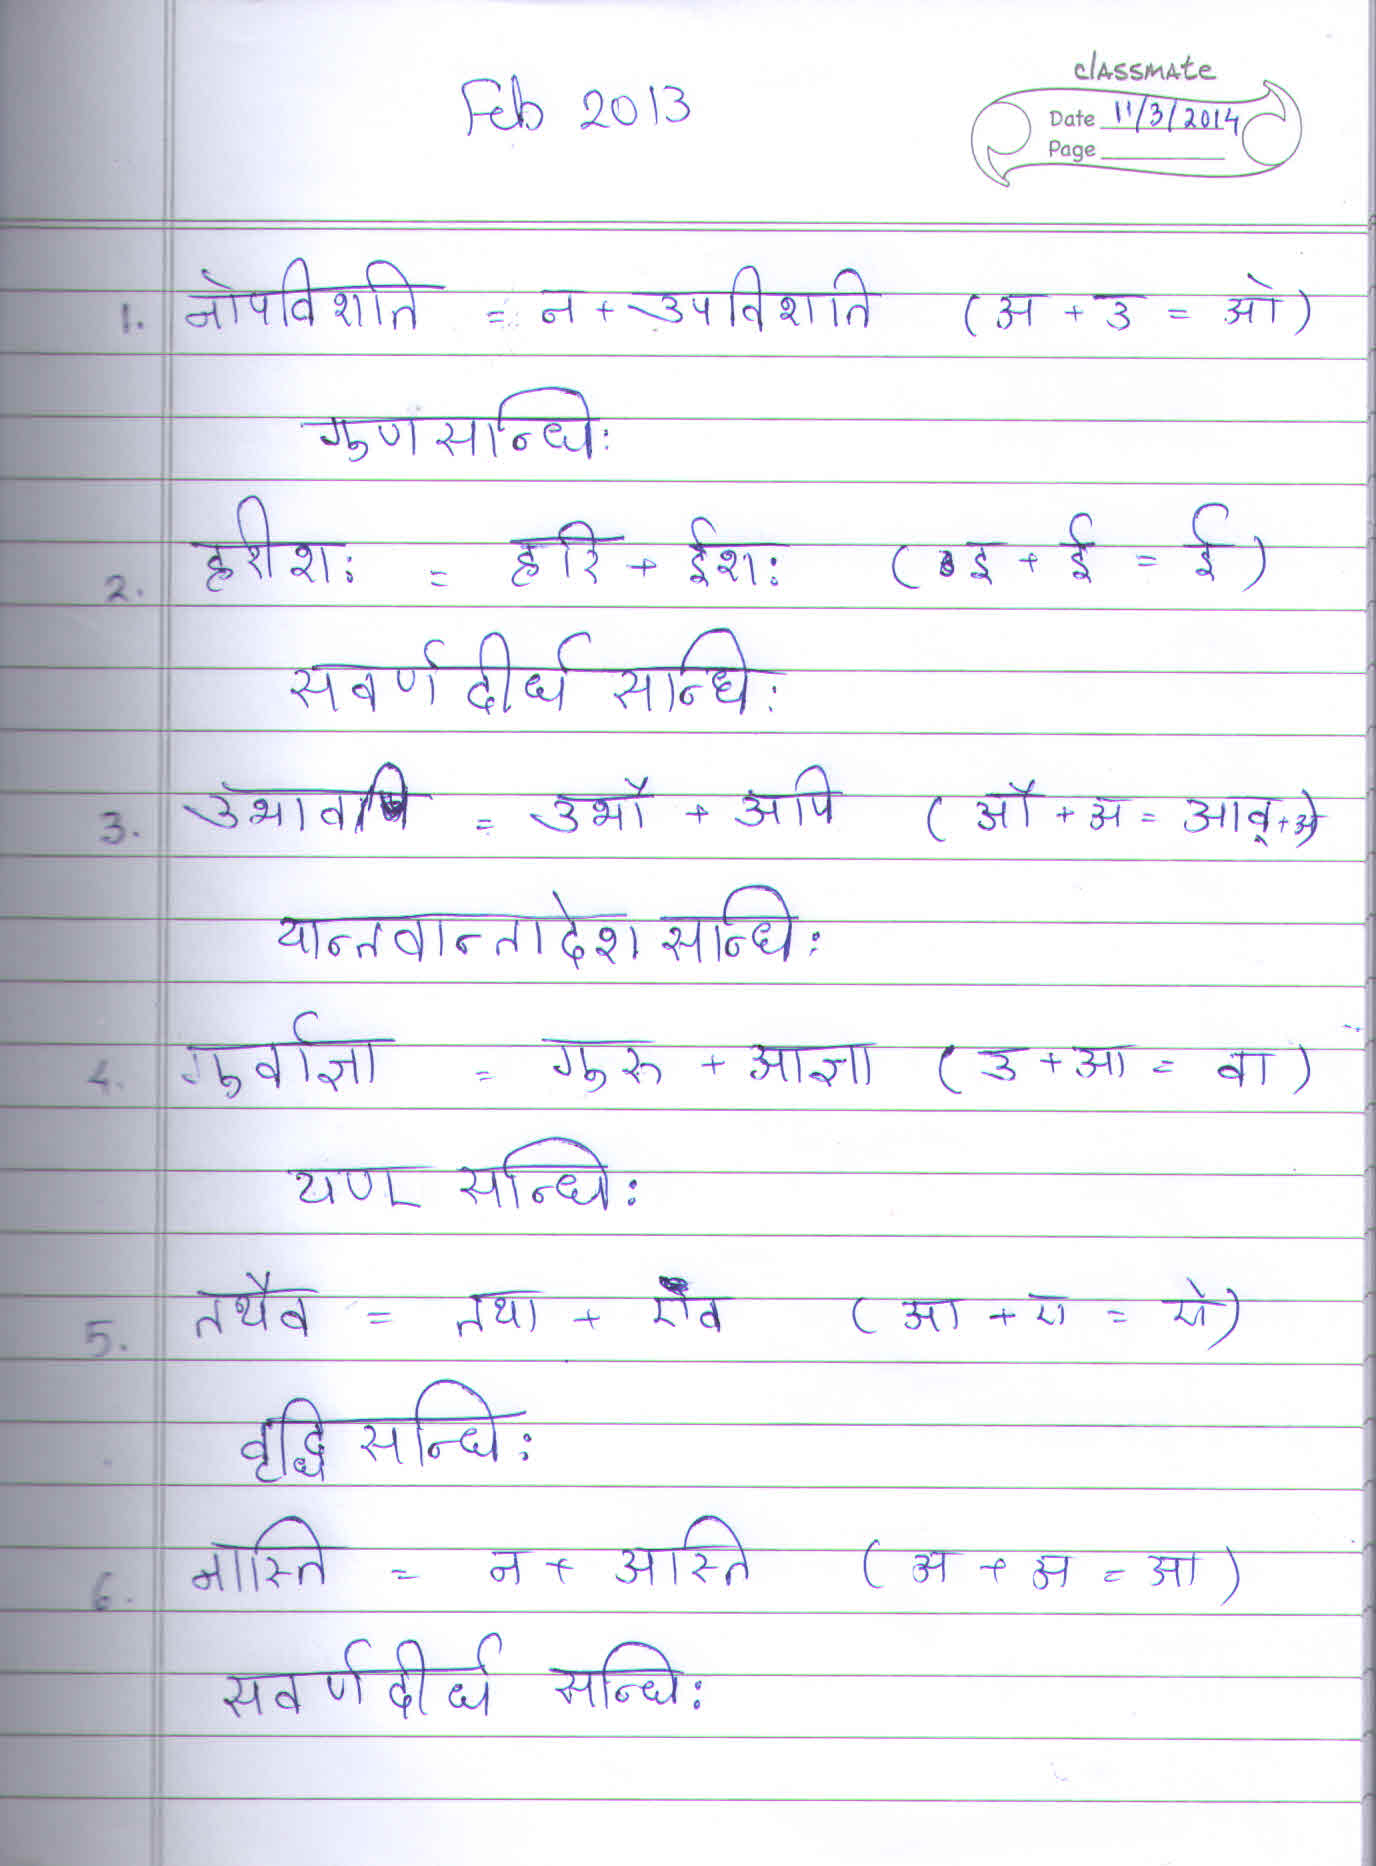 Feb 2013
classmate
Date 11/3/2014
Page
1. नोपविशति = न + उपविशति (अ + उ = ओ)
गुणसन्धिः
2. हरीशः = हरि + ईशः (इ + ई = ई)
सवर्णदीर्घ सन्धिः
3. उभावपि = उभौ + अपि (औ + अ = आव् + अ)
यान्तवान्तादेश सन्धिः
4. गुर्वाज्ञा = गुरु + आज्ञा (उ + आ = वा)
यण् सन्धिः
5. तथैव = तथा + एव (आ + ए = ऐ)
वृद्धि सन्धिः
6. नास्ति = न + अस्ति (अ + अ = आ)
सवर्णदीर्घ सन्धिः